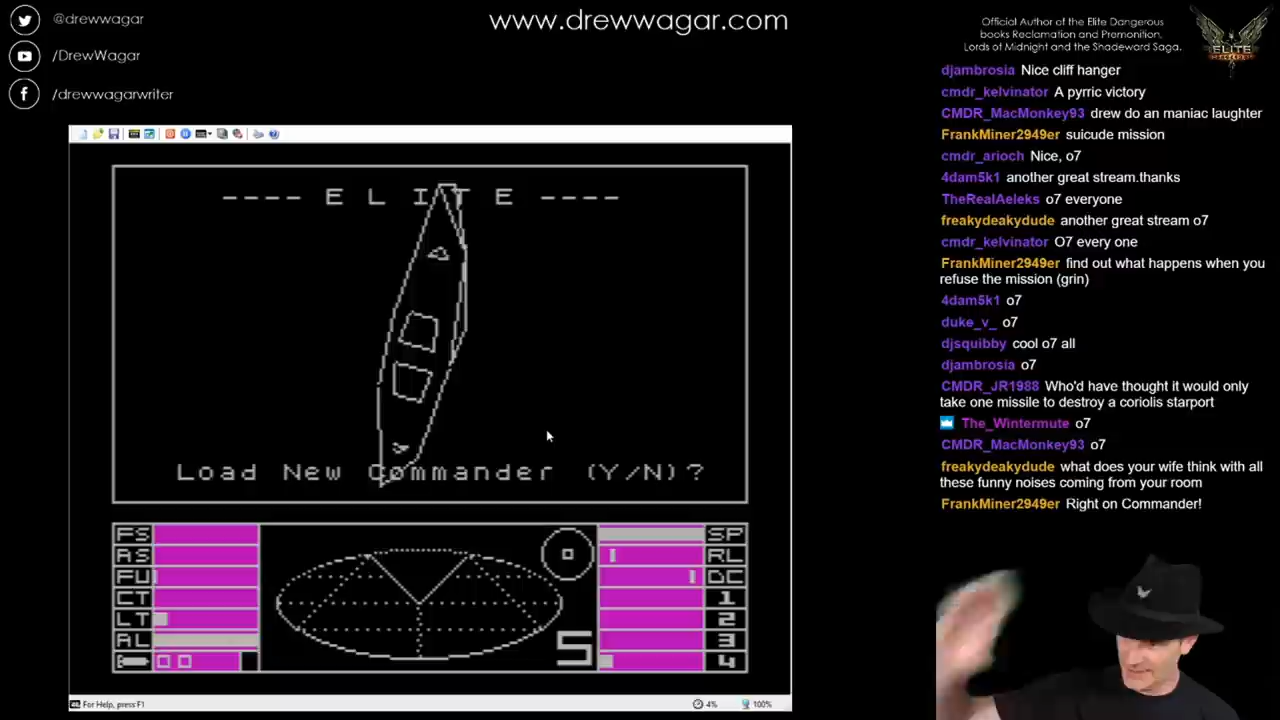 @drewwagar
/DrewWagar
/drewwagarwriter
www.drewwagar.com
Official Author of the Elite Dangerous
books Reclamation and Premonition,
Lords of Midnight and the Shadeward Saga.
ELITE
---- E L I T E ----
Load New Commander (Y/N)?
FS
AS
FU
CT
LT
AL
S
SP
RL
DC
1
2
3
4
For Help, press F1
4%
100%
djambrosia Nice cliff hanger
cmdr_kelvinator A pyrric victory
CMDR_MacMonkey93 drew do an maniac laughter
FrankMiner2949er suicude mission
cmdr_arioch Nice, o7
4dam5k1 another great stream.thanks
TheRealAeleks o7 everyone
freakydeakydude another great stream o7
cmdr_kelvinator O7 every one
FrankMiner2949er find out what happens when you
refuse the mission (grin)
4dam5k1 o7
duke_v_ o7
djsquibby cool o7 all
djambrosia o7
CMDR_JR1988 Who'd have thought it would only
take one missile to destroy a coriolis starport
The_Wintermute o7
CMDR_MacMonkey93 o7
freakydeakydude what does your wife think with all
these funny noises coming from your room
FrankMiner2949er Right on Commander!